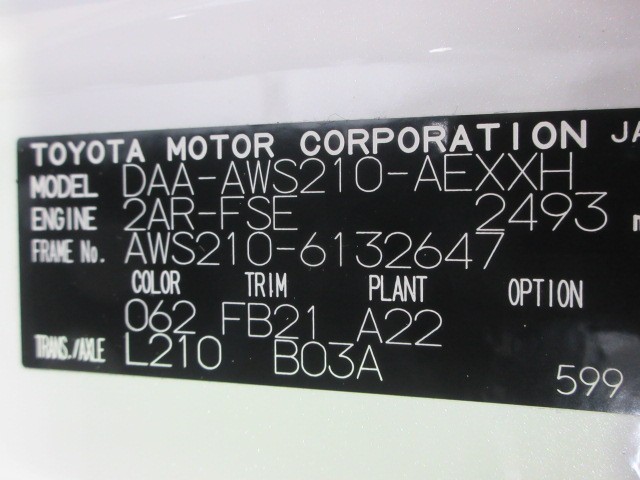 TOYOTA MOTOR CORPORATION JA
MODEL DAA-AWS210-AEXXH
ENGINE 2AR-FSE 2493 m
FRAME No. AWS210-6132647
COLOR TRIM PLANT OPTION
062 FB21 A22
TRANS./AXLE L210 B03A
599